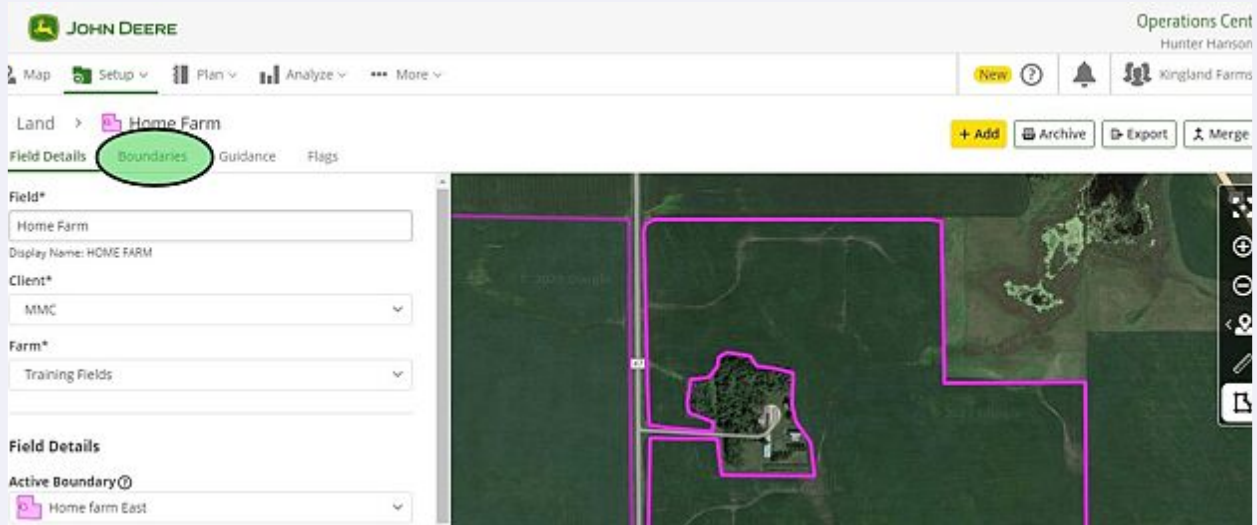 JOHN DEERE
Operations Cent
Hunter Hanson
Map Setup Plan Analyze More
New Kingland Farms
Land > Home Farm
+ Add Archive Export Merge
Field Details Boundaries Guidance Flags
Field*
Home Farm
Display Name: HOME FARM
Client*
MMC
Farm*
Training Fields
Field Details
Active Boundary
Home farm East